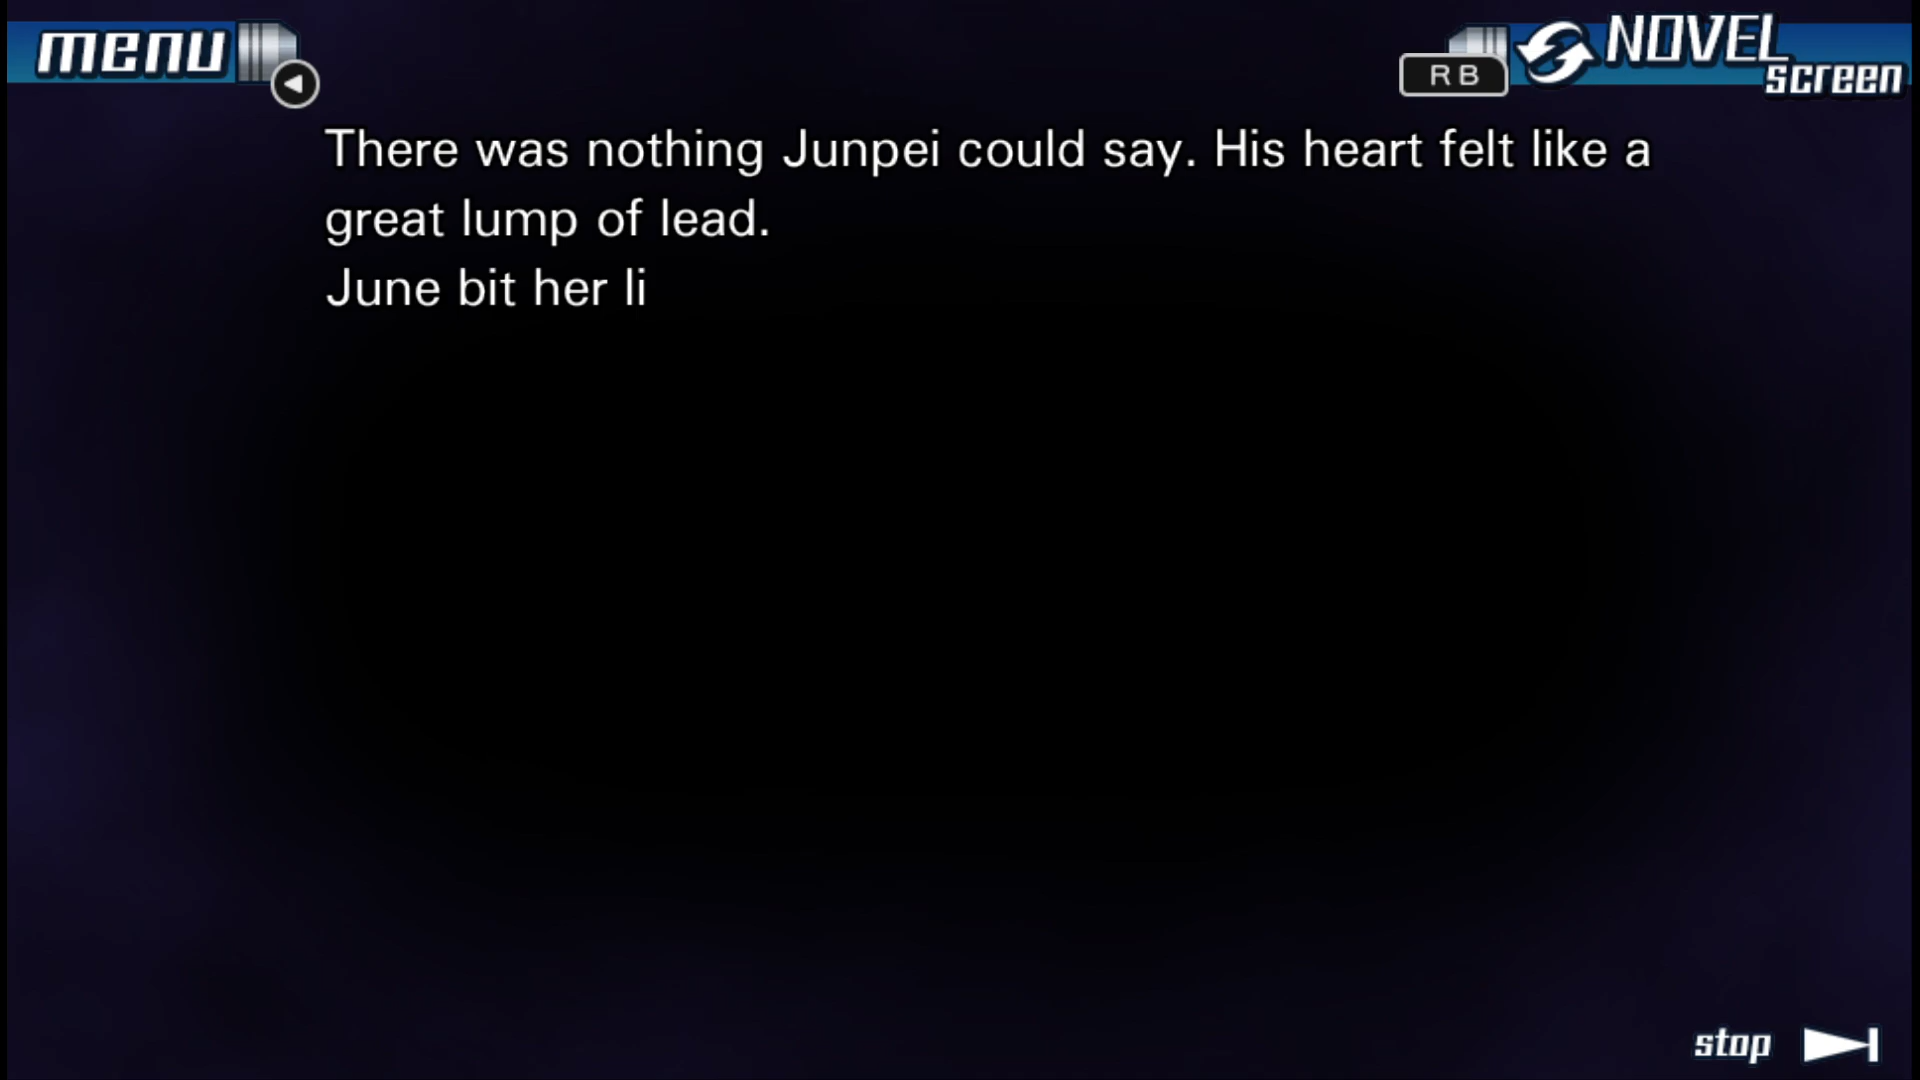 menu
RB
NOVEL
screen
There was nothing Junpei could say. His heart felt like a
great lump of lead.
June bit her li
stop